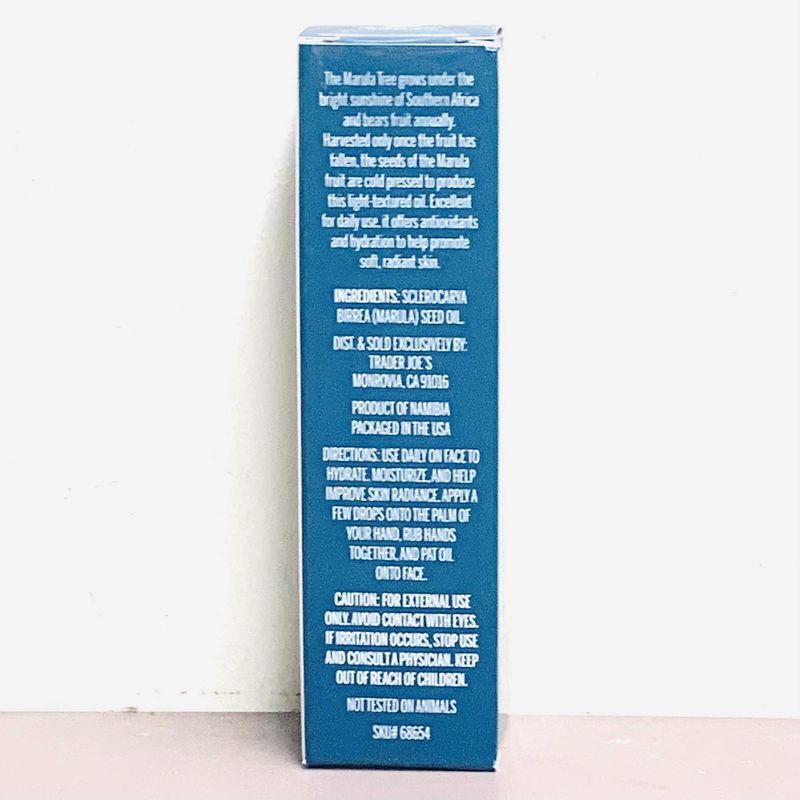 The Marula Tree grows under the
bright sunshine of Southern Africa
and bears fruit annually.
Harvested only once the fruit has
fallen, the seeds of the Marula
fruit are cold pressed to produce
this light-textured oil. Excellent
for daily use, it offers antioxidants
and hydration to help promote
soft, radiant skin.
INGREDIENTS: SCLEROCARYA
BIRREA (MARULA) SEED OIL.
DIST. & SOLD EXCLUSIVELY BY:
TRADER JOE'S
MONROVIA, CA 91016
PRODUCT OF NAMIBIA
PACKAGED IN THE USA
DIRECTIONS: USE DAILY ON FACE TO
HYDRATE, MOISTURIZE, AND HELP
IMPROVE SKIN RADIANCE. APPLY A
FEW DROPS ONTO THE PALM OF
YOUR HAND, RUB HANDS
TOGETHER, AND PAT OIL
ONTO FACE.
CAUTION: FOR EXTERNAL USE
ONLY. AVOID CONTACT WITH EYES.
IF IRRITATION OCCURS, STOP USE
AND CONSULT A PHYSICIAN. KEEP
OUT OF REACH OF CHILDREN.
NOT TESTED ON ANIMALS
SKU# 68654